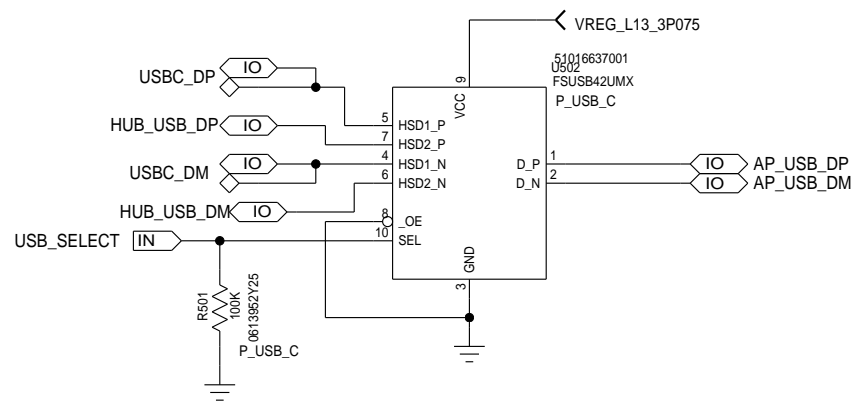 VREG_L13_3P075
51016637001
U502
FSUSB42UMX
P_USB_C
USBC_DP
IO
HUB_USB_DP
IO
USBC_DM
IO
HUB_USB_DM
IO
USB_SELECT
IN
9
VCC
5
HSD1_P
7
HSD2_P
4
HSD1_N
6
HSD2_N
8
_OE
10
SEL
D_P
1
IO
AP_USB_DP
D_N
2
IO
AP_USB_DM
GND
3
R501
100K
0613952Y25
P_USB_C